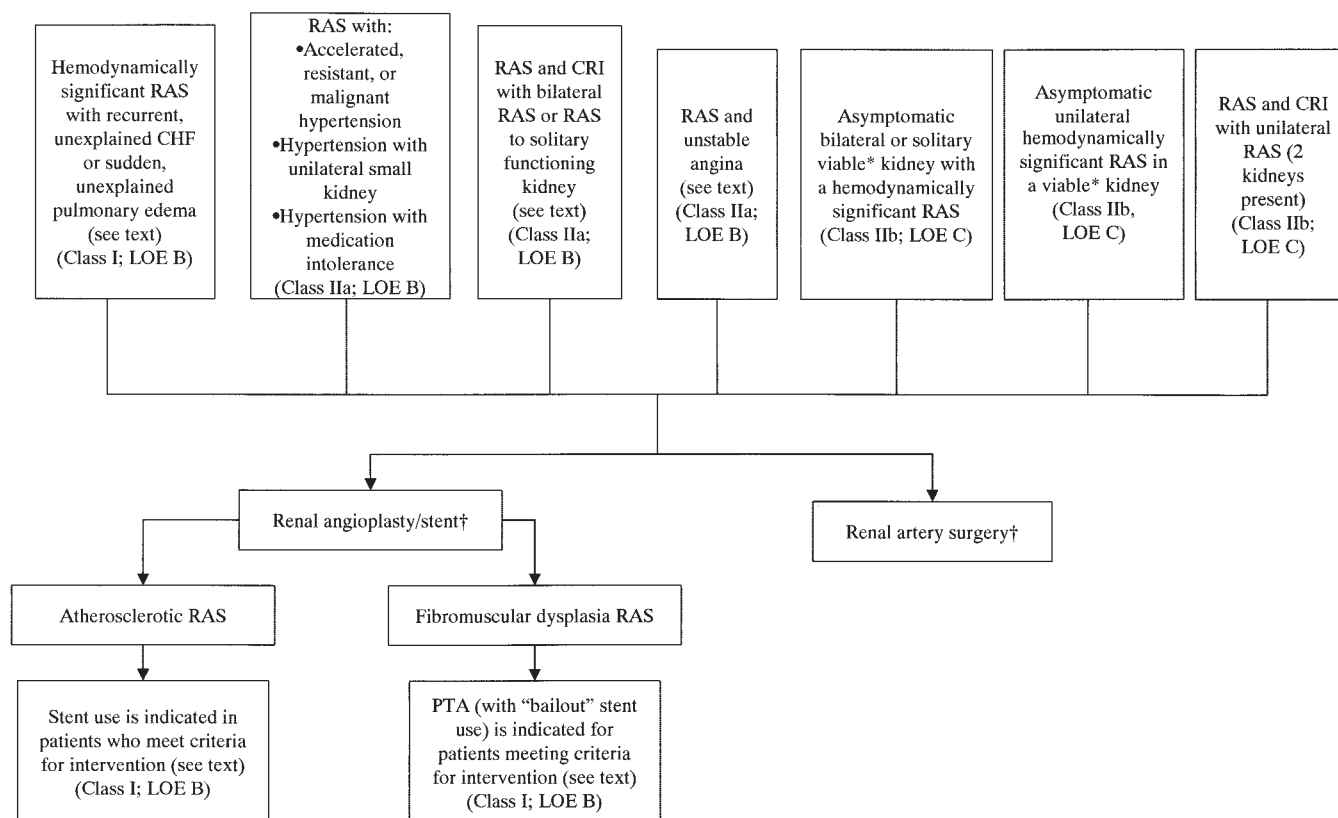 Hemodynamically
significant RAS
with recurrent,
unexplained CHF
or sudden,
unexplained
pulmonary edema
(see text)
(Class I; LOE B)
RAS with:
•Accelerated,
resistant, or
malignant
hypertension
•Hypertension with
unilateral small
kidney
•Hypertension with
medication
intolerance
(Class IIa; LOE B)
RAS and CRI
with bilateral
RAS or RAS
to solitary
functioning
kidney
(see text)
(Class IIa;
LOE B)
RAS and
unstable
angina
(see text)
(Class IIa;
LOE B)
Asymptomatic
bilateral or solitary
viable* kidney with
a hemodynamically
significant RAS
(Class IIb; LOE C)
Asymptomatic
unilateral
hemodynamically
significant RAS in
a viable* kidney
(Class IIb,
LOE C)
RAS and CRI
with unilateral
RAS (2
kidneys
present)
(Class IIb;
LOE C)
Renal angioplasty/stent†
Renal artery surgery†
Atherosclerotic RAS
Fibromuscular dysplasia RAS
Stent use is indicated in
patients who meet criteria
for intervention (see text)
(Class I; LOE B)
PTA (with “bailout” stent
use) is indicated for
patients meeting criteria
for intervention (see text)
(Class I; LOE B)